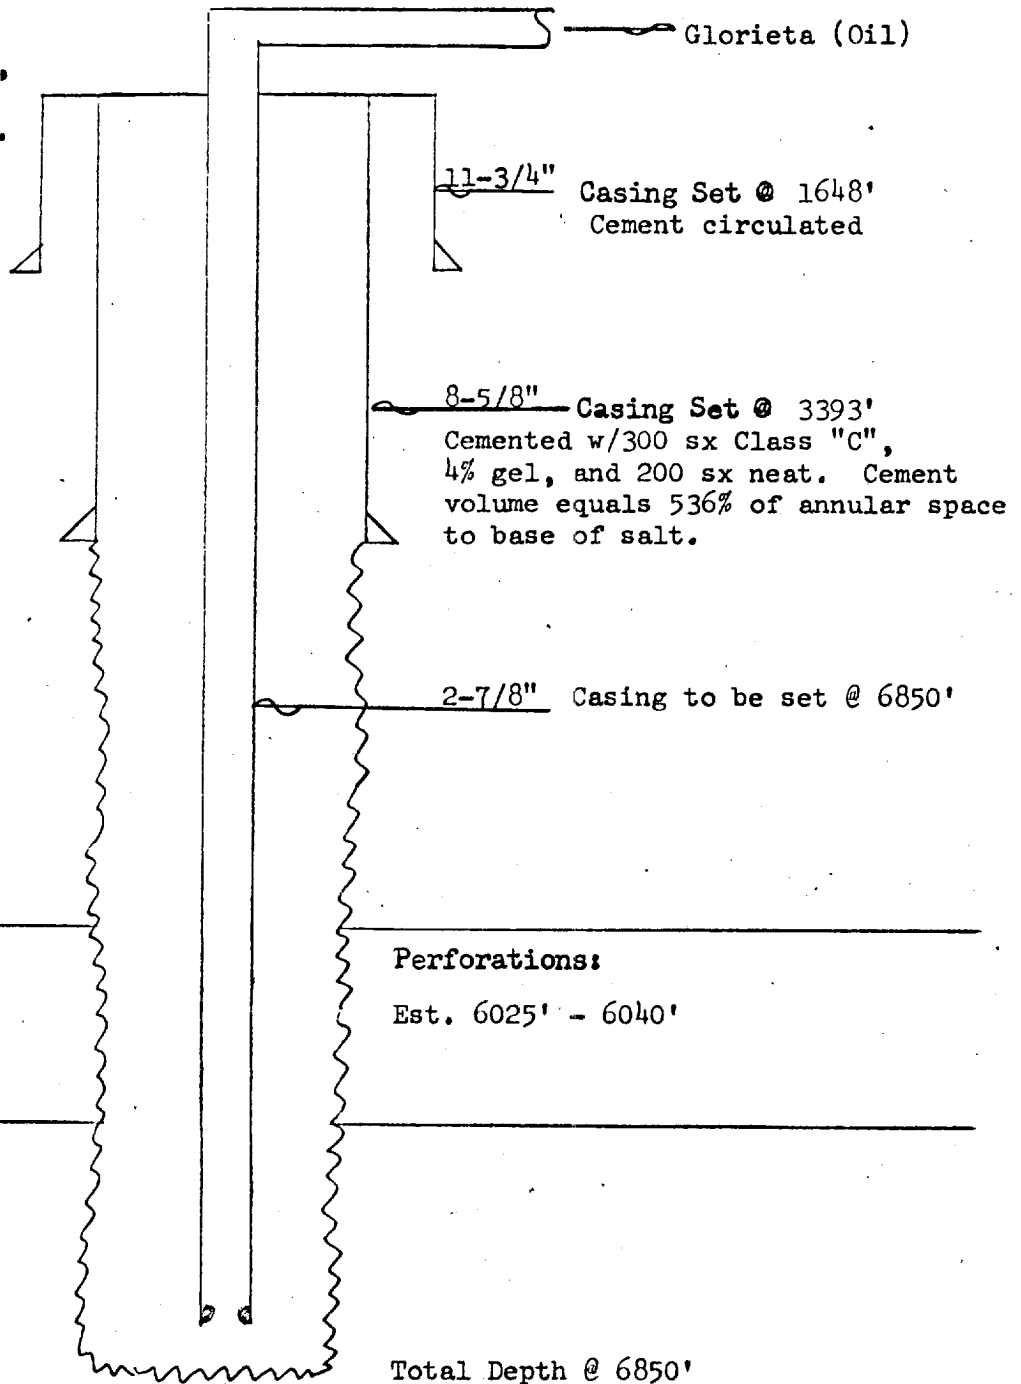 Glorieta (Oil)
11-3/4" Casing Set @ 1648'
Cement circulated
8-5/8" Casing Set @ 3393'
Cemented w/300 sx Class "C",
4% gel, and 200 sx neat. Cement
volume equals 536% of annular space
to base of salt.
2-7/8" Casing to be set @ 6850'
Perforations:
Est. 6025' - 6040'
Total Depth @ 6850'